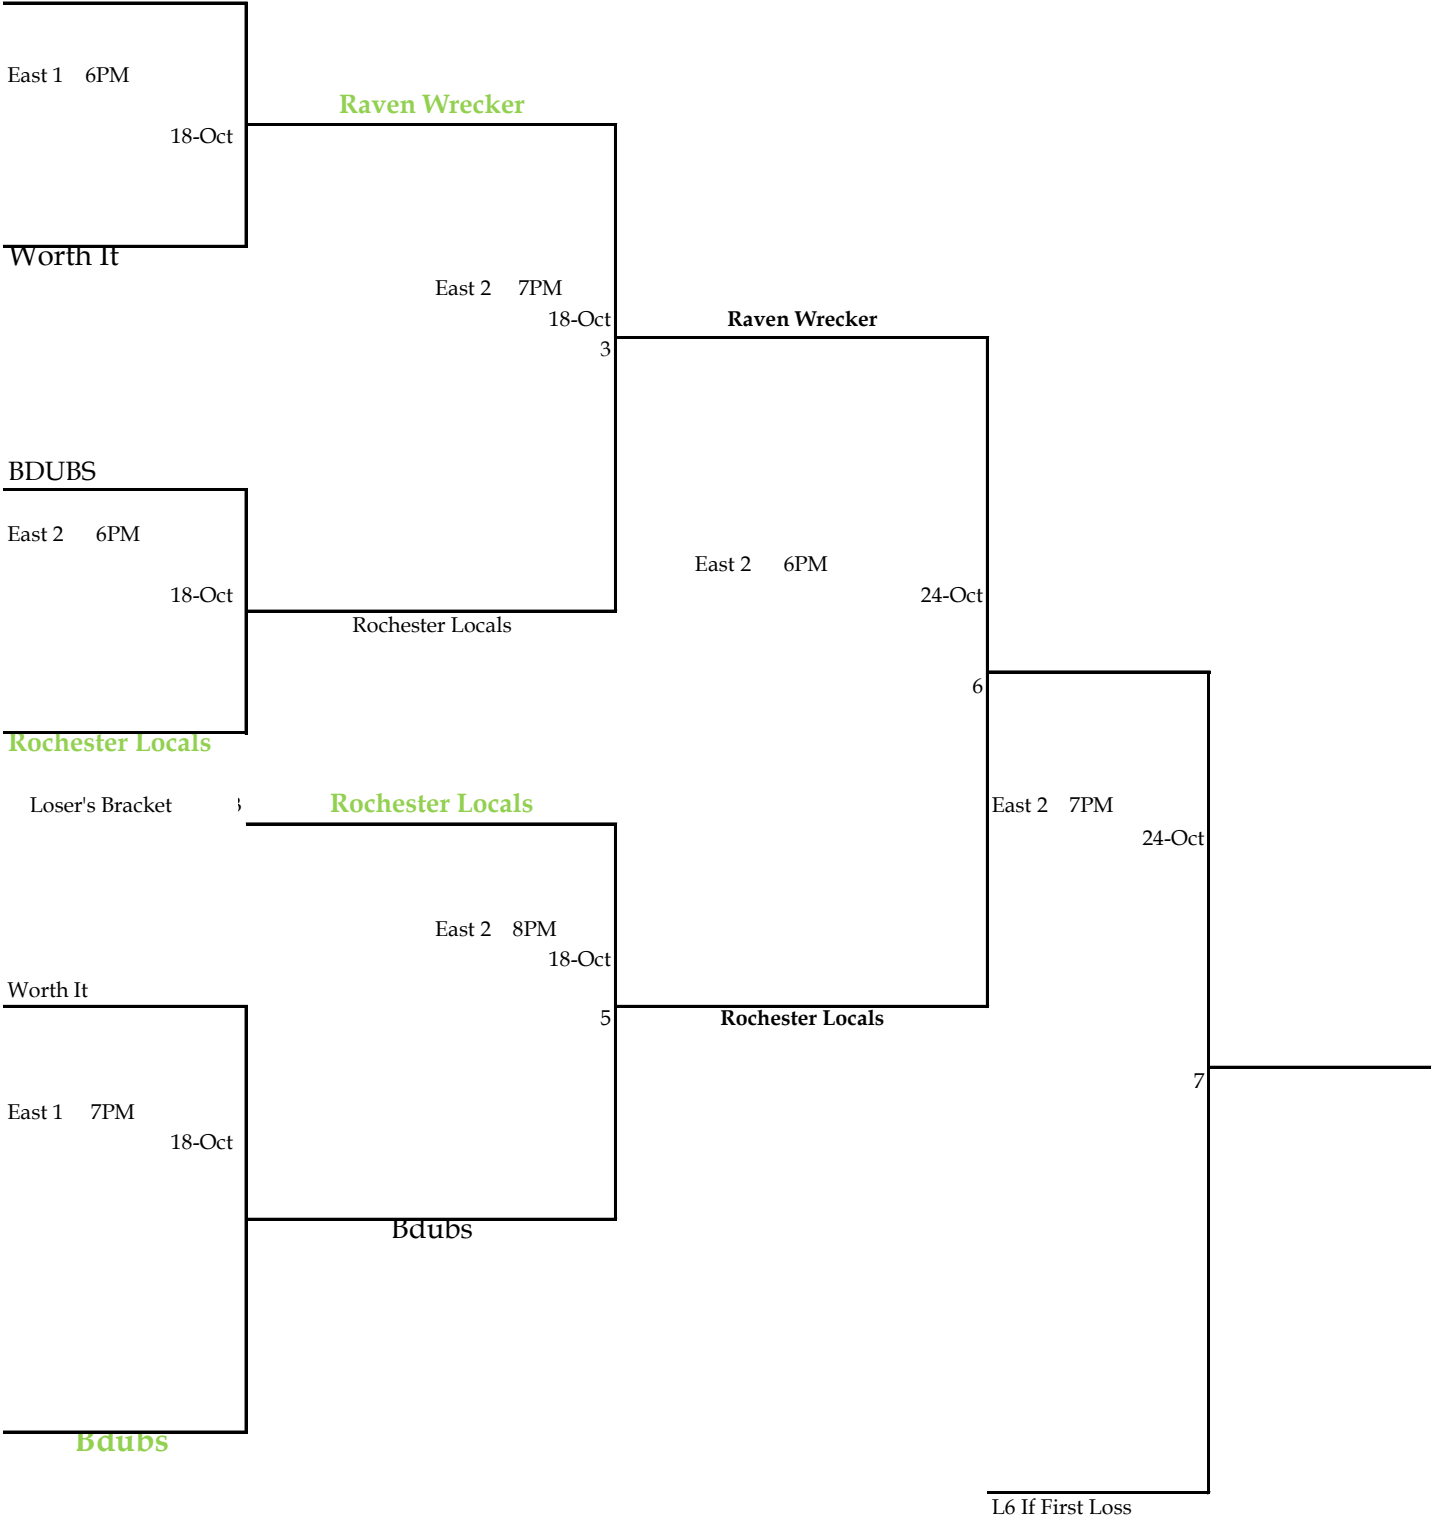 East 1 6PM
Raven Wrecker
18-Oct
Worth It
East 2 7PM
18-Oct
Raven Wrecker
3
BDUBS
East 2 6PM
East 2 6PM
18-Oct
24-Oct
Rochester Locals
6
Rochester Locals
Loser's Bracket
Rochester Locals
East 2 7PM
24-Oct
East 2 8PM
18-Oct
Worth It
5
Rochester Locals
7
East 1 7PM
18-Oct
Bdubs
Bdubs
L6 If First Loss